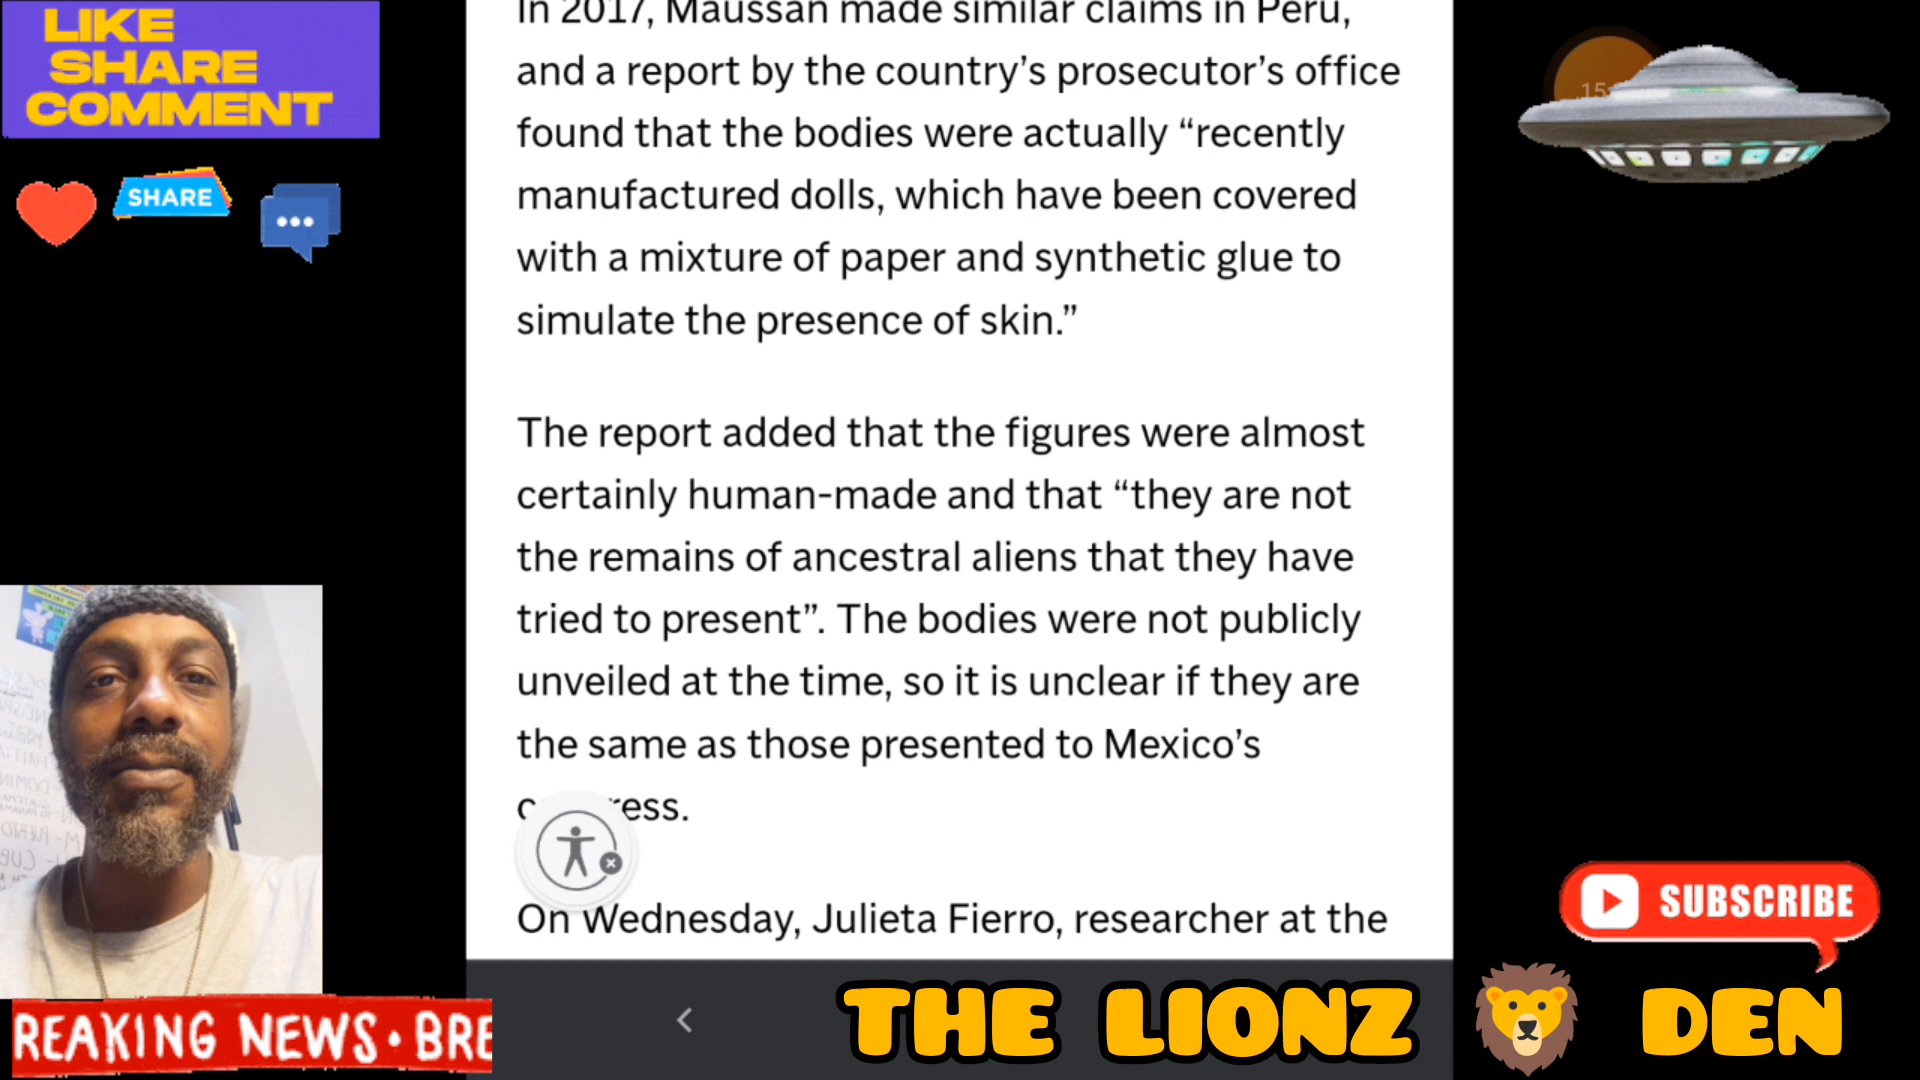 LIKE
SHARE
COMMENT
SHARE
In 2017, Maussan made similar claims in Peru,
and a report by the country’s prosecutor’s office
found that the bodies were actually “recently
manufactured dolls, which have been covered
with a mixture of paper and synthetic glue to
simulate the presence of skin.”
The report added that the figures were almost
certainly human-made and that “they are not
the remains of ancestral aliens that they have
tried to present”. The bodies were not publicly
unveiled at the time, so it is unclear if they are
the same as those presented to Mexico’s
On Wednesday, Julieta Fierro, researcher at the
SUBSCRIBE
REAKING NEWS • BRE
THE LIONZ DEN